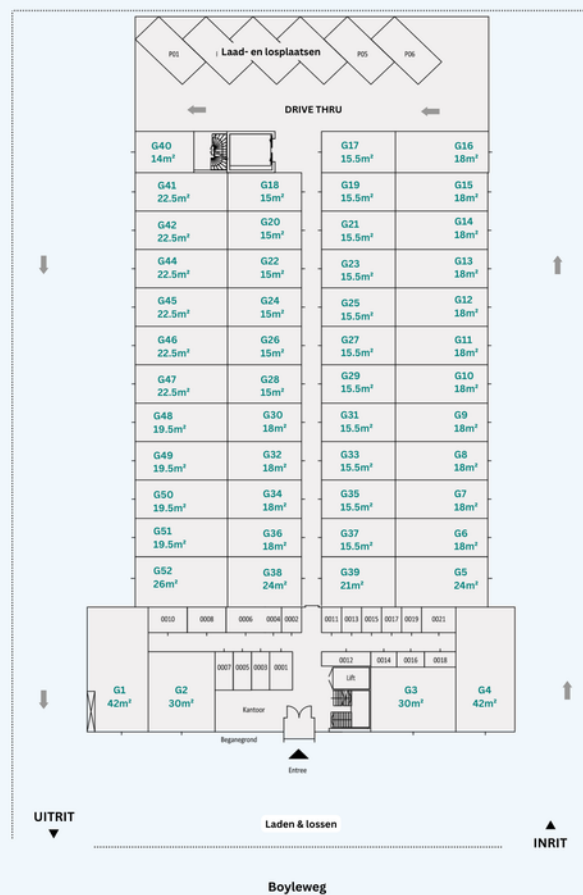 P01 Laad- en losplaatsen P05 P06
DRIVE THRU
G40 G17 G16
14m² 15.5m² 18m²
G41 G18 G19 G15
22.5m² 15m² 15.5m² 18m²
G42 G20 G21 G14
22.5m² 15m² 15.5m² 18m²
G44 G22 G23 G13
22.5m² 15m² 15.5m² 18m²
G45 G24 G25 G12
22.5m² 15m² 15.5m² 18m²
G46 G26 G27 G11
22.5m² 15m² 15.5m² 18m²
G47 G28 G29 G10
22.5m² 15m² 15.5m² 18m²
G48 G30 G31 G9
19.5m² 18m² 15.5m² 18m²
G49 G32 G33 G8
19.5m² 18m² 15.5m² 18m²
G50 G34 G35 G7
19.5m² 18m² 15.5m² 18m²
G51 G36 G37 G6
19.5m² 18m² 15.5m² 18m²
G52 G38 G39 G5
26m² 24m² 21m² 24m²
0010 0008 0006 0004 0002 0011 0013 0015 0017 0019 0021
0007 0005 0003 0001 0012 0014 0016 0018
Lift
G1 G2 G3 G4
42m² 30m² 30m² 42m²
Kantoor
Beganegrond
Entree
UITRIT Laden & lossen INRIT
Boyleweg